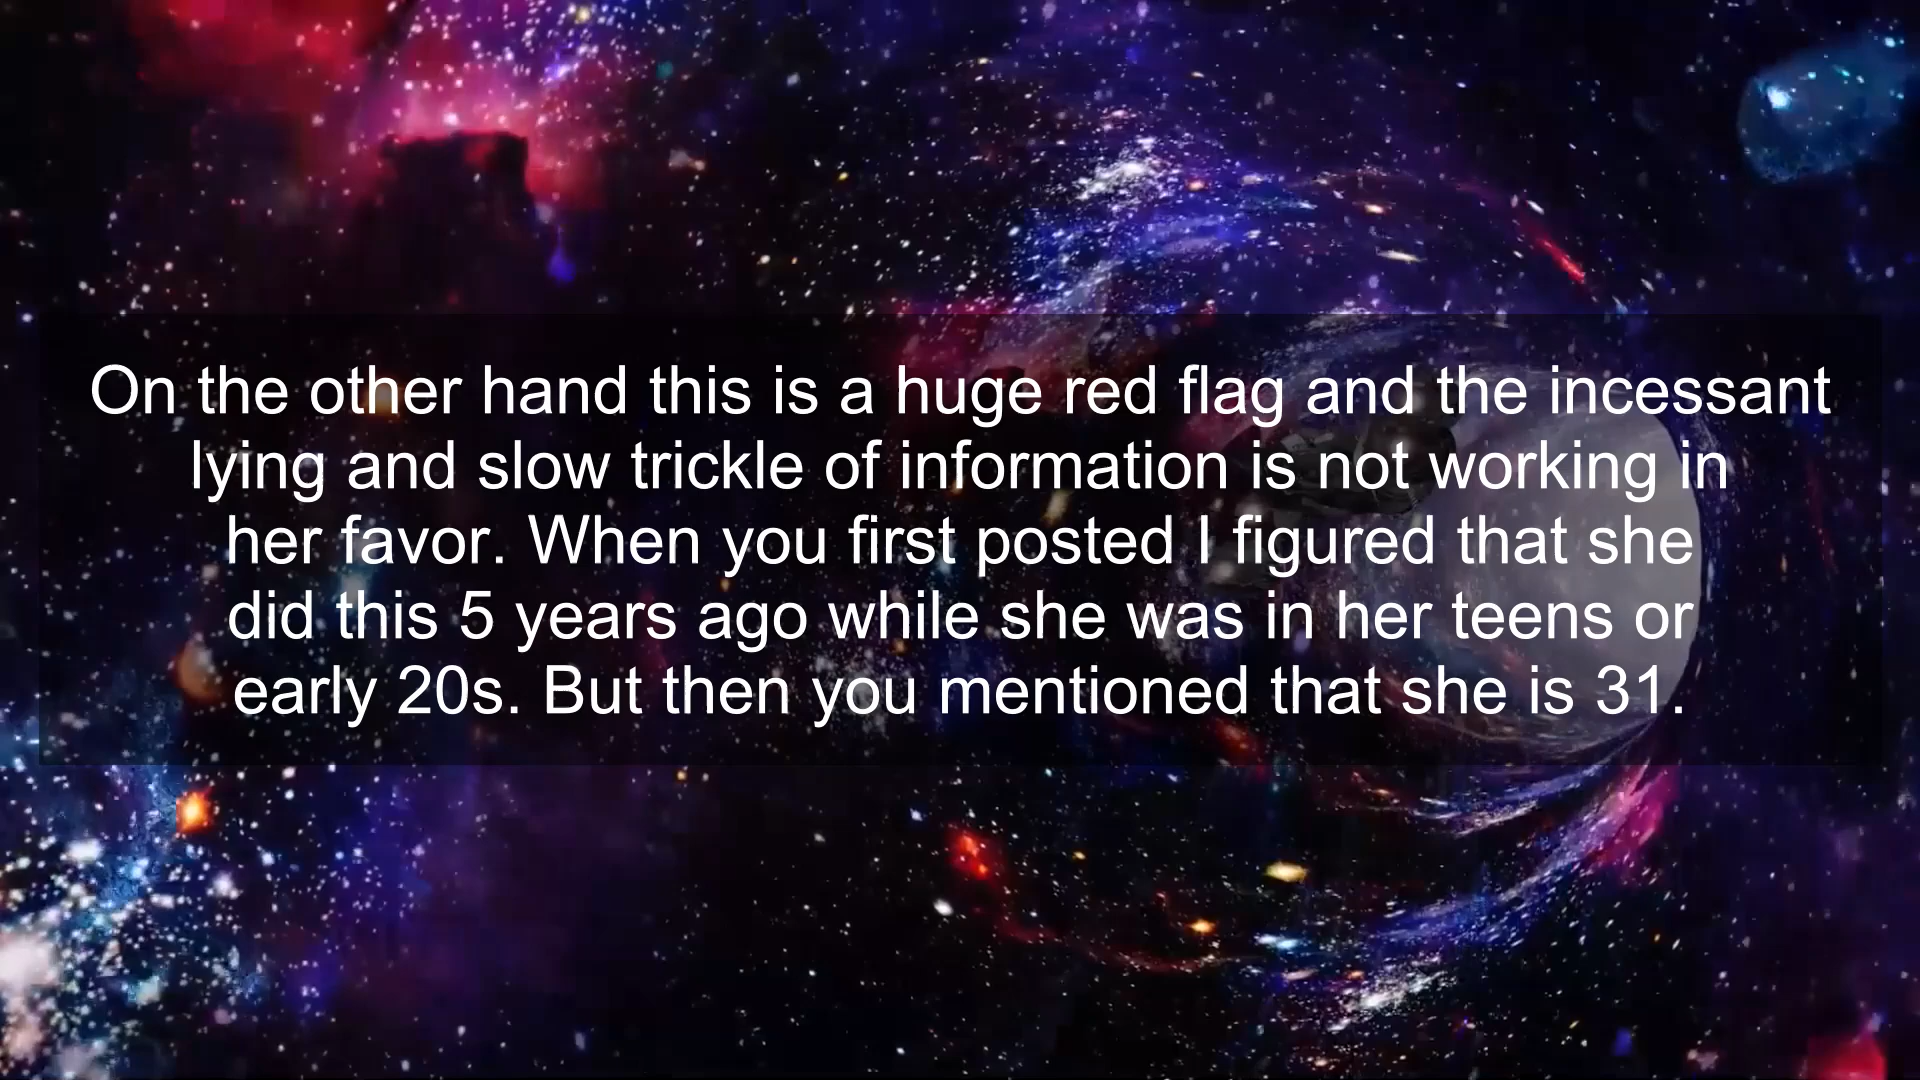 On the other hand this is a huge red flag and the incessant
lying and slow trickle of information is not working in
her favor. When you first posted I figured that she
did this 5 years ago while she was in her teens or
early 20s. But then you mentioned that she is 31.